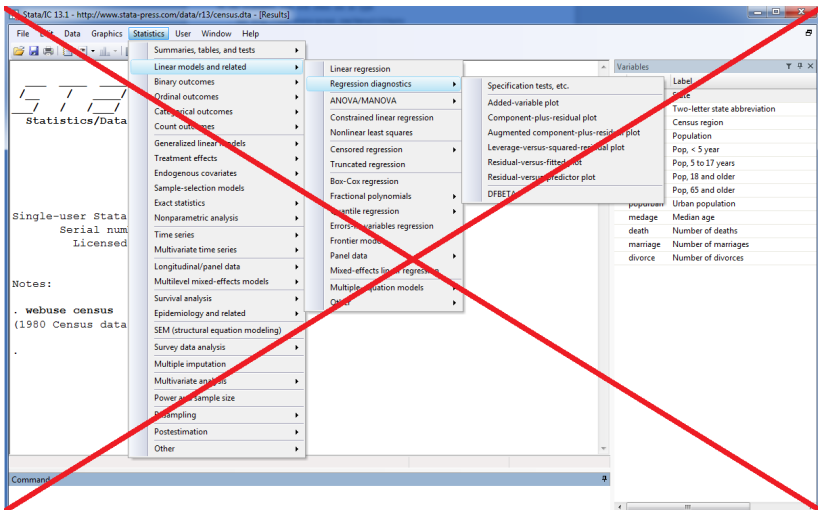 Stata/IC 13.1 - http://www.stata-press.com/data/r13/census.dta - [Results]
File Data Graphics Statistics User Window Help
Summaries, tables, and tests
Linear models and related
Binary outcomes
Ordinal outcomes
Categorical outcomes
Count outcomes
Generalized linear models
Treatment effects
Endogenous covariates
Sample-selection models
Exact statistics
Nonparametric analysis
Time series
Multivariate time series
Longitudinal/panel data
Multilevel mixed-effects models
Survival analysis
Epidemiology and related
SEM (structural equation modeling)
Survey data analysis
Multiple imputation
Multivariate analysis
Power and sample size
Resampling
Postestimation
Other
Linear regression
Regression diagnostics
ANOVA/MANOVA
Constrained linear regression
Nonlinear least squares
Censored regression
Truncated regression
Box-Cox regression
Fractional polynomials
Quantile regression
Errors-in-variables regression
Frontier models
Panel data
Mixed-effects linear regression
Multiple-equation models
Other
Specification tests, etc.
Added-variable plot
Component-plus-residual plot
Augmented component-plus-residual plot
Leverage-versus-squared-residual plot
Residual-versus-fitted plot
Residual-versus-predictor plot
DFBETAs
Statistics/Data
Single-user Stata
Serial num
Licensed
Notes:
. webuse census
(1980 Census data
.
Command
Variables
Label
State
Two-letter state abbreviation
Census region
Population
Pop, < 5 year
Pop, 5 to 17 years
Pop, 18 and older
Pop, 65 and older
popurban Urban population
medage Median age
death Number of deaths
marriage Number of marriages
divorce Number of divorces